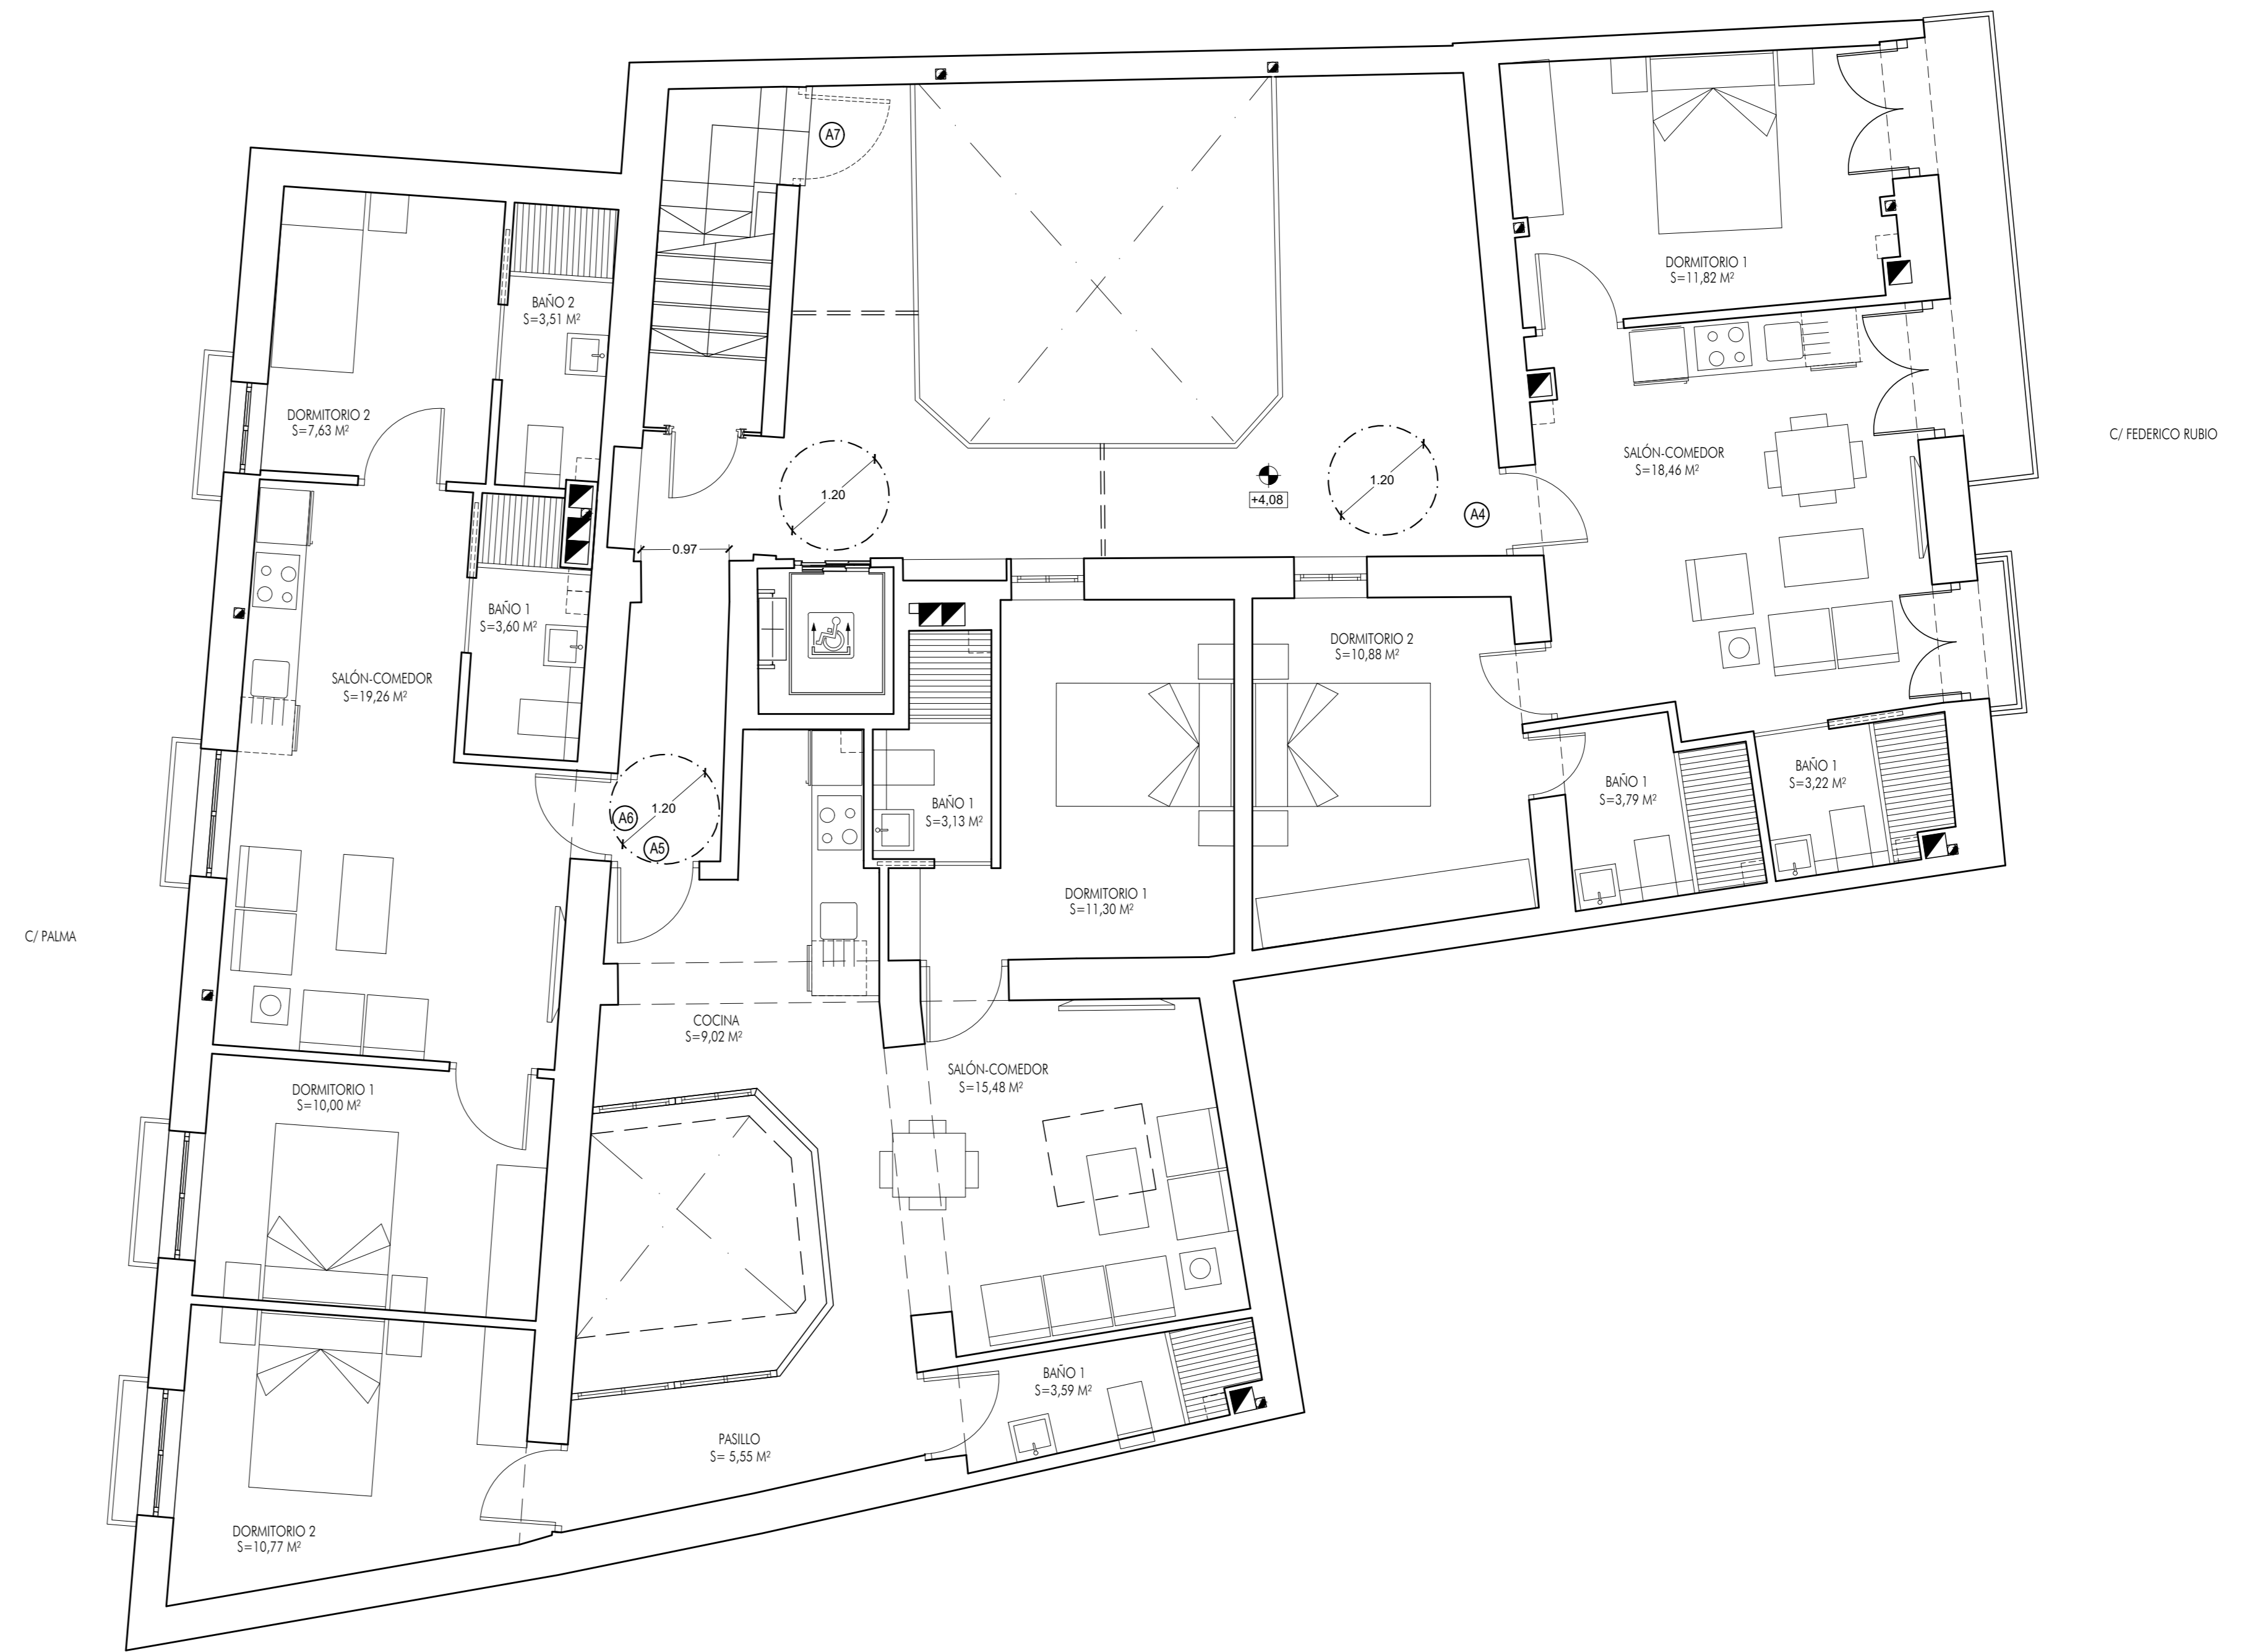 A7
DORMITORIO 1
S=11,82 M²
BAÑO 2
S=3,51 M²
DORMITORIO 2
S=7,63 M²
C/ FEDERICO RUBIO
SALÓN-COMEDOR
S=18,46 M²
1.20
1.20
+4,08
A4
0.97
BAÑO 1
S=3,60 M²
DORMITORIO 2
S=10,88 M²
SALÓN-COMEDOR
S=19,26 M²
BAÑO 1
S=3,22 M²
BAÑO 1
S=3,79 M²
BAÑO 1
S=3,13 M²
1.20
A6
A5
DORMITORIO 1
S=11,30 M²
C/ PALMA
COCINA
S=9,02 M²
SALÓN-COMEDOR
S=15,48 M²
DORMITORIO 1
S=10,00 M²
BAÑO 1
S=3,59 M²
PASILLO
S= 5,55 M²
DORMITORIO 2
S=10,77 M²